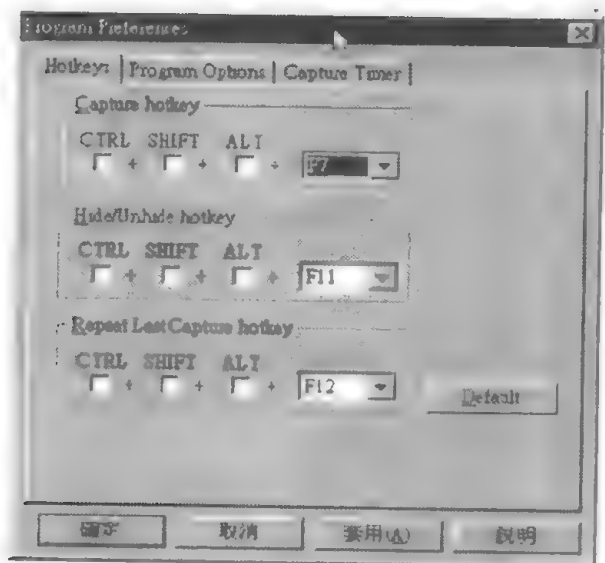 Program Preferences
Hotkeys Program Options Capture Timer
Capture hotkey
CTRL SHIFT ALT
+ + + F7
Hide/Unhide hotkey
CTRL SHIFT ALT
+ + + F11
Repeat Last Capture hotkey
CTRL SHIFT ALT
+ + + F12
Default
確定 取消 套用(A) 說明